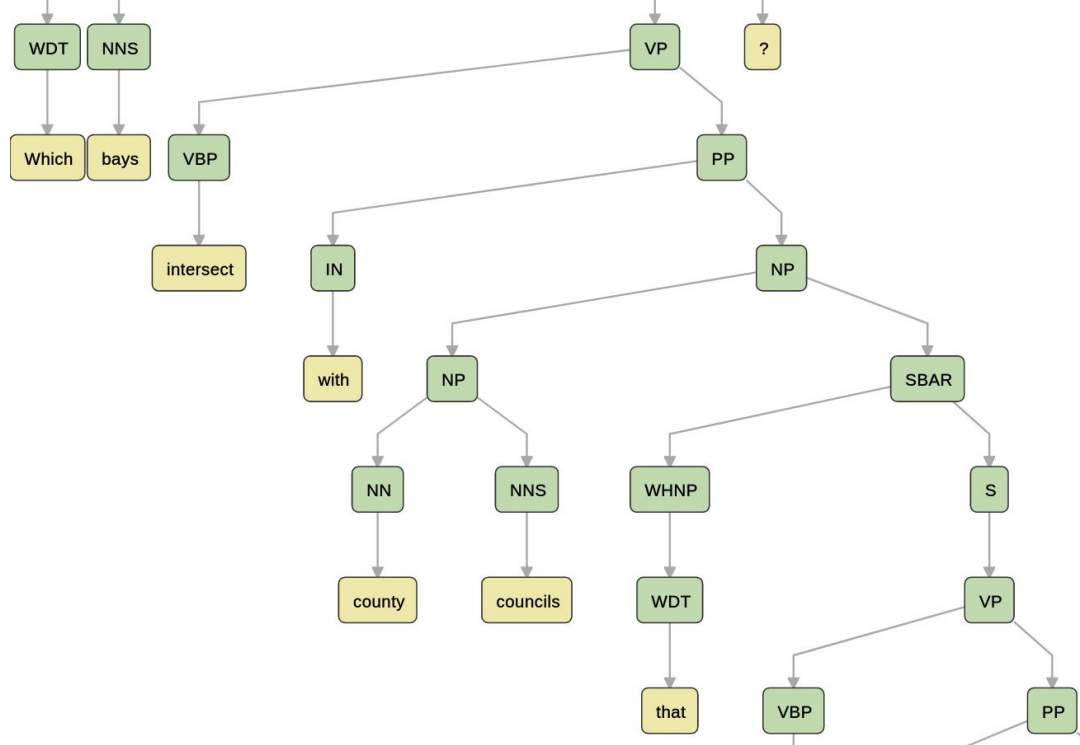 WDT NNS VP ?
Which bays VBP PP
intersect IN NP
with NP SBAR
NN NNS WHNP S
county councils WDT VP
that VBP PP